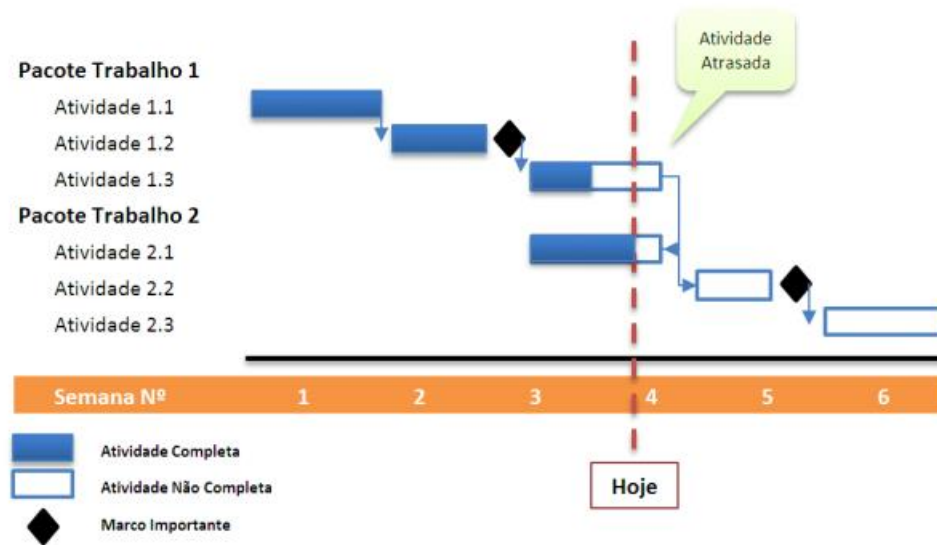 Atividade
Atrasada
Pacote Trabalho 1
Atividade 1.1
Atividade 1.2
Atividade 1.3
Pacote Trabalho 2
Atividade 2.1
Atividade 2.2
Atividade 2.3
Semana Nº 1 2 3 4 5 6
Atividade Completa
Atividade Não Completa
Marco Importante
Hoje